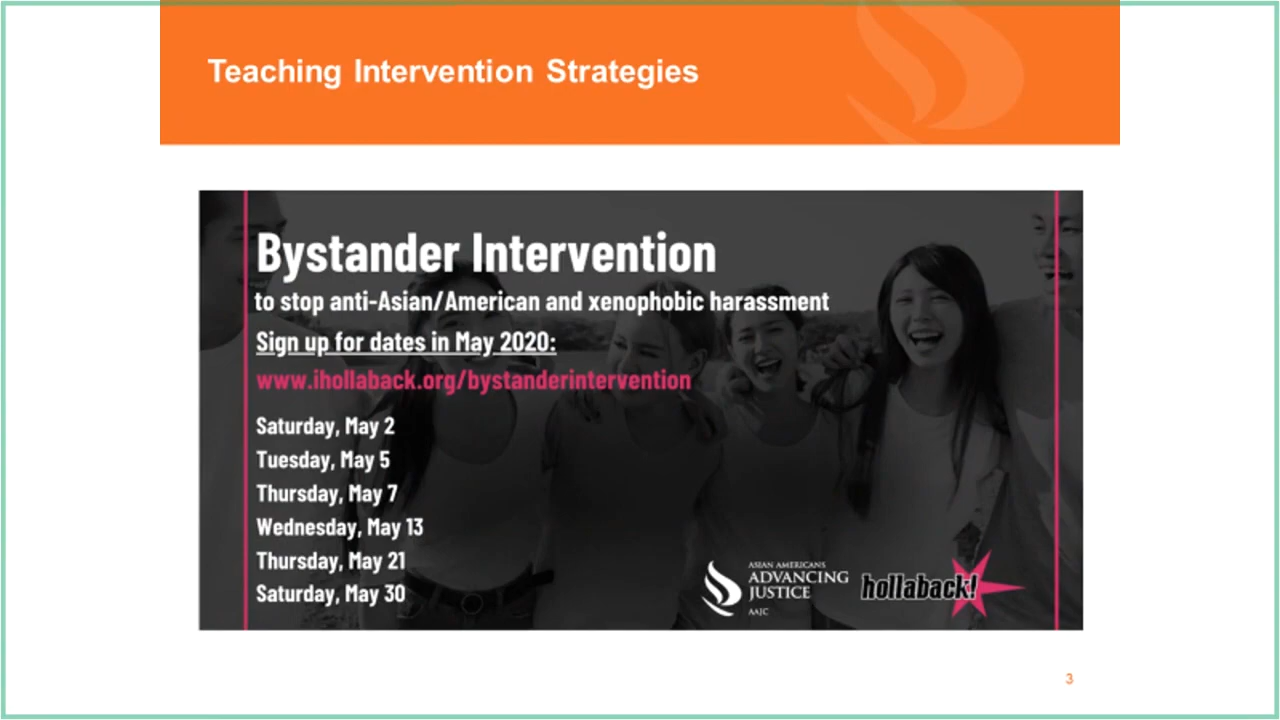 Teaching Intervention Strategies
Bystander Intervention
to stop anti-Asian/American and xenophobic harassment
Sign up for dates in May 2020:
www.ihollaback.org/bystanderintervention
Saturday, May 2
Tuesday, May 5
Thursday, May 7
Wednesday, May 13
Thursday, May 21
Saturday, May 30
ASIAN AMERICANS
ADVANCING
JUSTICE
AAJC
hollaback!
3